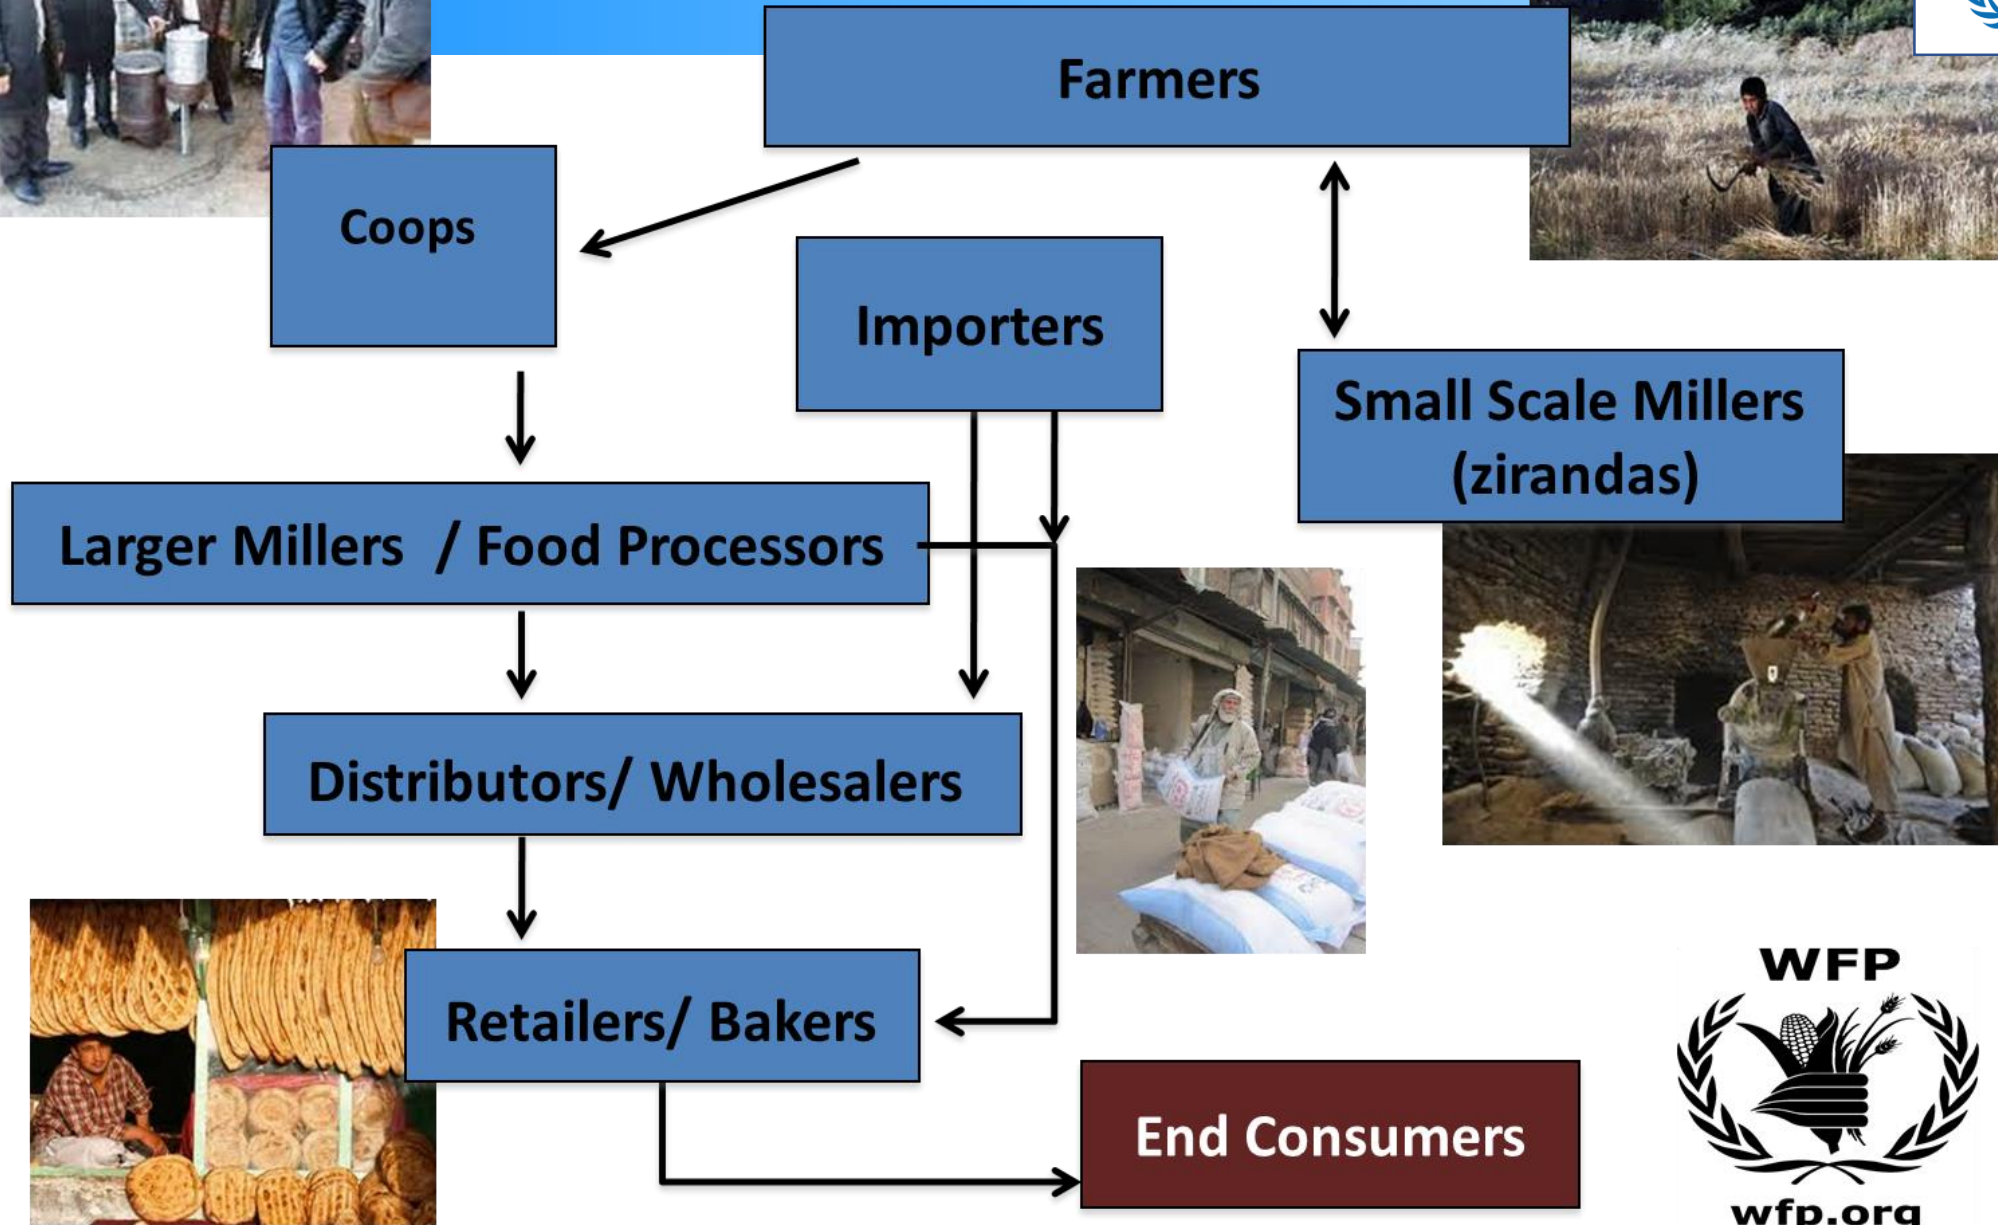 Farmers
Coops
Importers
Small Scale Millers
(zirandas)
Larger Millers / Food Processors
Distributors/ Wholesalers
Retailers/ Bakers
End Consumers
WFP
wfp.org